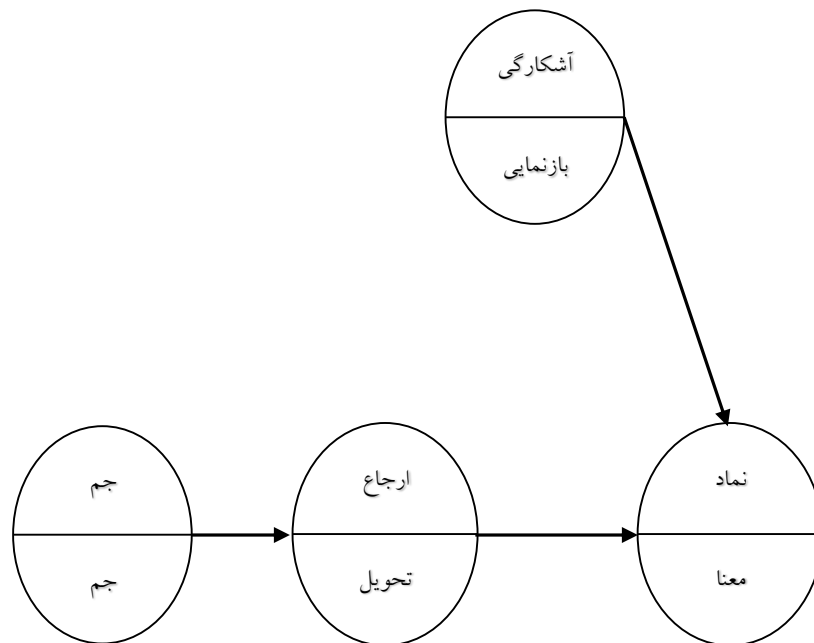 آشکارگی
بازنمایی
نماد
معنا
ارجاع
تحویل
جم
جم